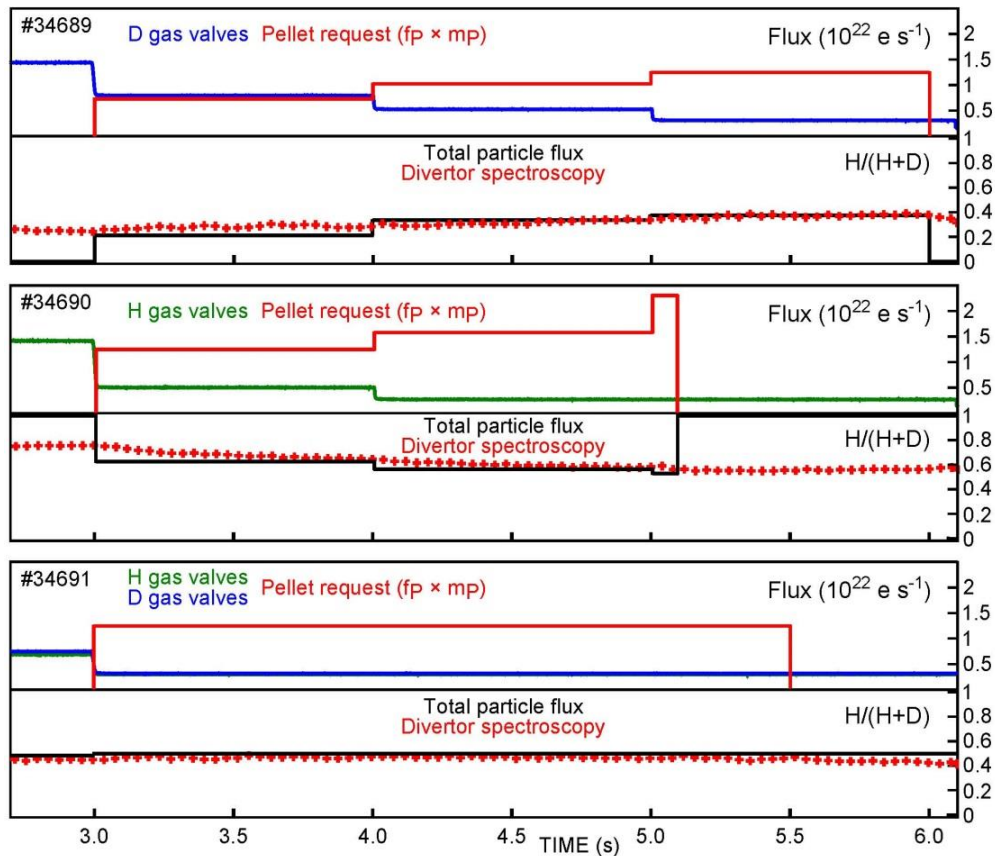 #34689
D gas valves Pellet request (fP × mP) Flux (10²² e s⁻¹)
2
1.5
1
0.5
1
Total particle flux H/(H+D)
Divertor spectroscopy
0.8
0.6
0.4
0.2
0
#34690
H gas valves Pellet request (fP × mP) Flux (10²² e s⁻¹)
2
1.5
1
0.5
1
Total particle flux
Divertor spectroscopy H/(H+D)
0.8
0.6
0.4
0.2
0
#34691
H gas valves
D gas valves Pellet request (fP × mP) Flux (10²² e s⁻¹)
2
1.5
1
0.5
1
Total particle flux
Divertor spectroscopy H/(H+D)
0.8
0.6
0.4
0.2
0
3.0 3.5 4.0 4.5 5.0 5.5 6.0
TIME (s)